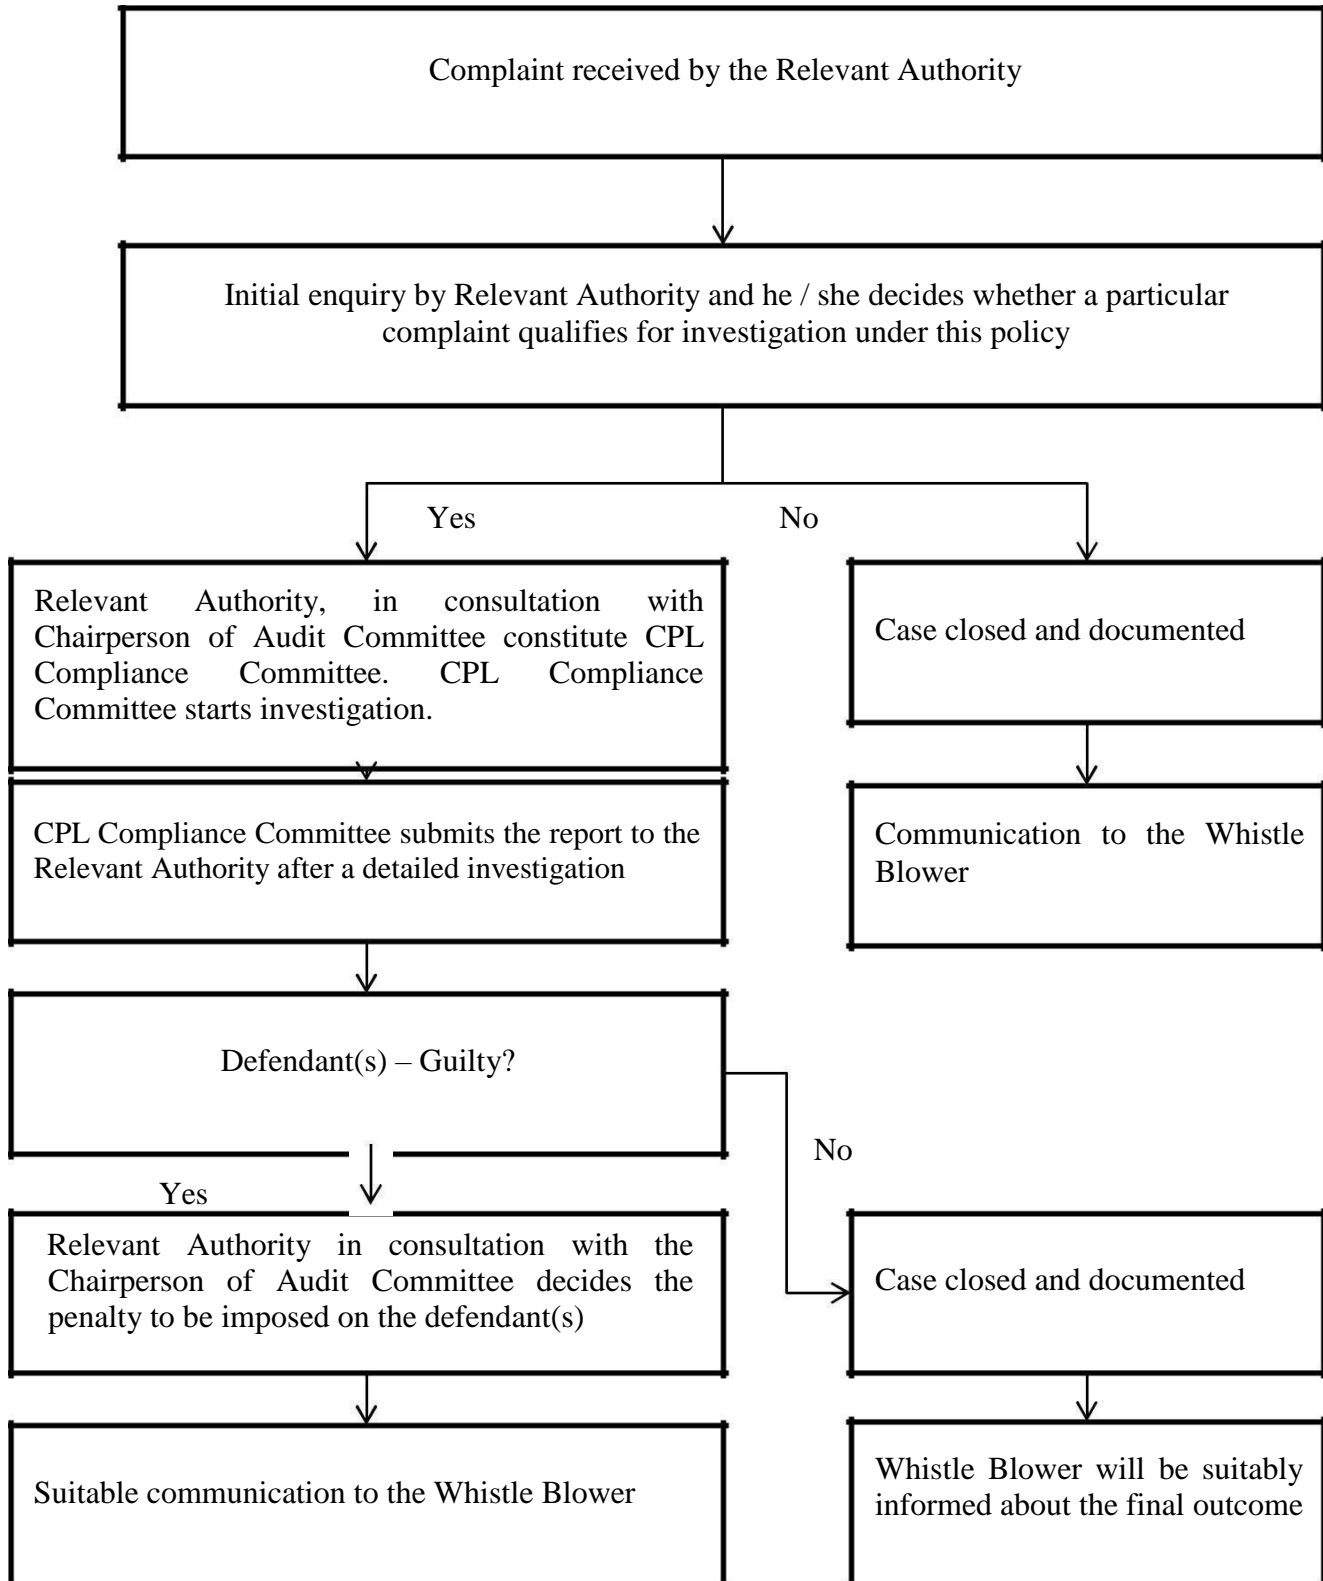 Complaint received by the Relevant Authority
Initial enquiry by Relevant Authority and he / she decides whether a particular
complaint qualifies for investigation under this policy
Yes
No
Relevant Authority, in consultation with
Chairperson of Audit Committee constitute CPL
Compliance Committee. CPL Compliance
Committee starts investigation.
Case closed and documented
CPL Compliance Committee submits the report to the
Relevant Authority after a detailed investigation
Communication to the Whistle
Blower
Defendant(s) – Guilty?
No
Yes
Relevant Authority in consultation with the
Chairperson of Audit Committee decides the
penalty to be imposed on the defendant(s)
Case closed and documented
Suitable communication to the Whistle Blower
Whistle Blower will be suitably
informed about the final outcome